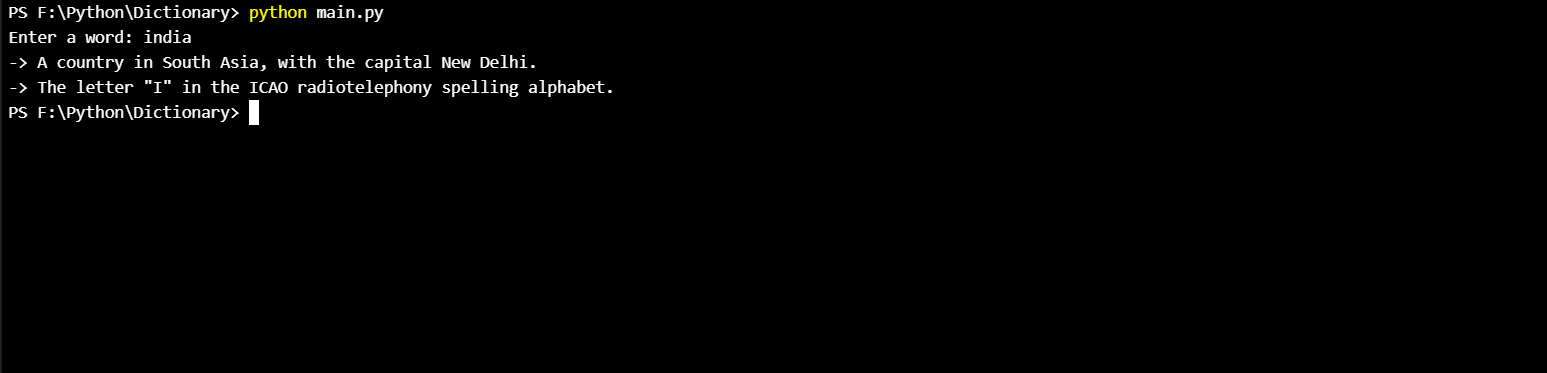 PS F:\Python\Dictionary> python main.py
Enter a word: india
-> A country in South Asia, with the capital New Delhi.
-> The letter "I" in the ICAO radiotelephony spelling alphabet.
PS F:\Python\Dictionary>